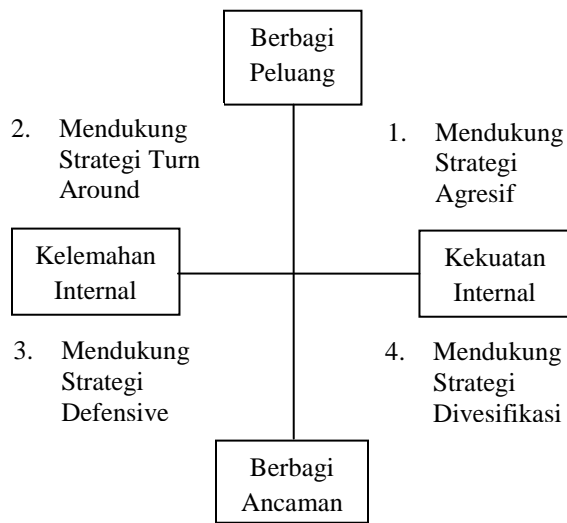 Berbagi
Peluang
2. Mendukung
Strategi Turn
Around
1. Mendukung
Strategi
Agresif
Kelemahan
Internal
Kekuatan
Internal
3. Mendukung
Strategi
Defensive
4. Mendukung
Strategi
Divesifikasi
Berbagi
Ancaman